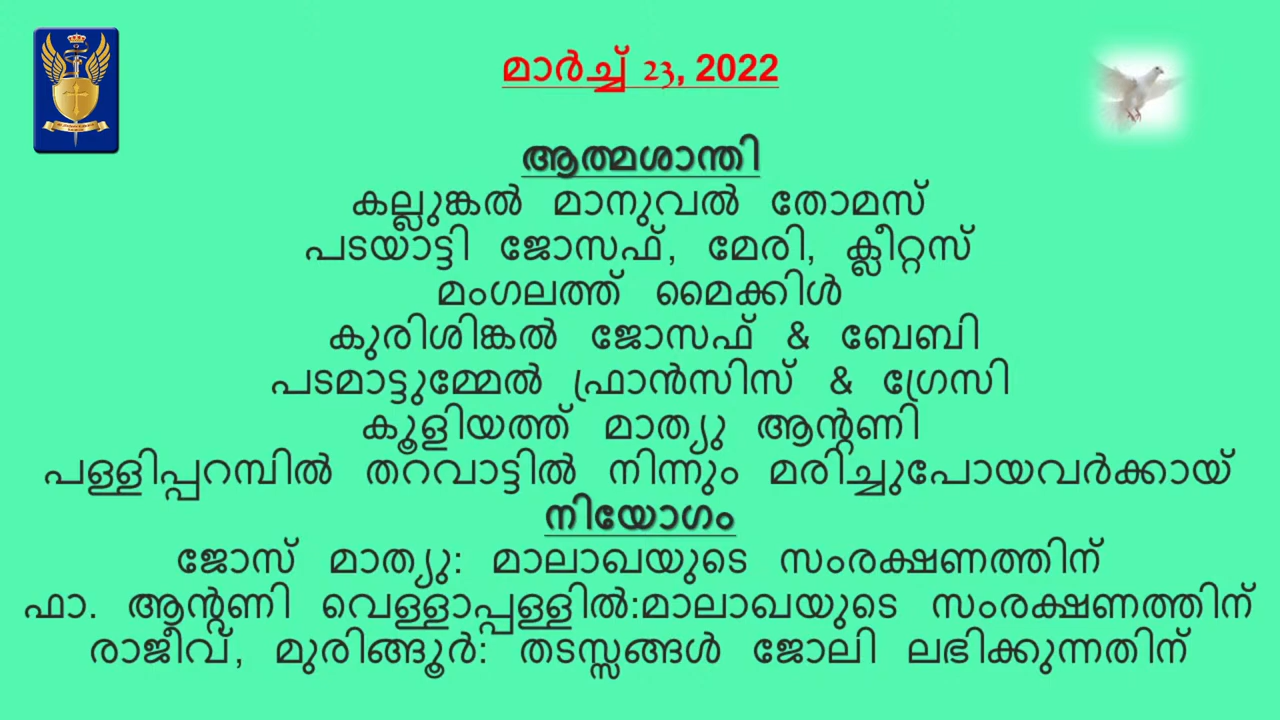 മാർച്ച് 23, 2022
ആത്മശാന്തി
കല്ലുങ്കൽ മാനുവൽ തോമസ്
പടയാട്ടി ജോസഫ്, മേരി, ക്ലീറ്റസ്
മംഗലത്ത് മൈക്കിൾ
കുരിശിങ്കൽ ജോസഫ് & ബേബി
പടമാട്ടുമ്മേൽ ഫ്രാൻസിസ് & ഗ്രേസി
കൂളിയത്ത് മാത്യു ആന്റണി
പള്ളിപ്പറമ്പിൽ തറവാട്ടിൽ നിന്നും മരിച്ചുപോയവർക്കായ്
നിയോഗം
ജോസ് മാത്യു: മാലാഖയുടെ സംരക്ഷണത്തിന്
ഫാ. ആന്റണി വെള്ളാപ്പള്ളിൽ:മാലാഖയുടെ സംരക്ഷണത്തിന്
രാജീവ്, മുരിങ്ങൂർ: തടസ്സങ്ങൾ ജോലി ലഭിക്കുന്നതിന്